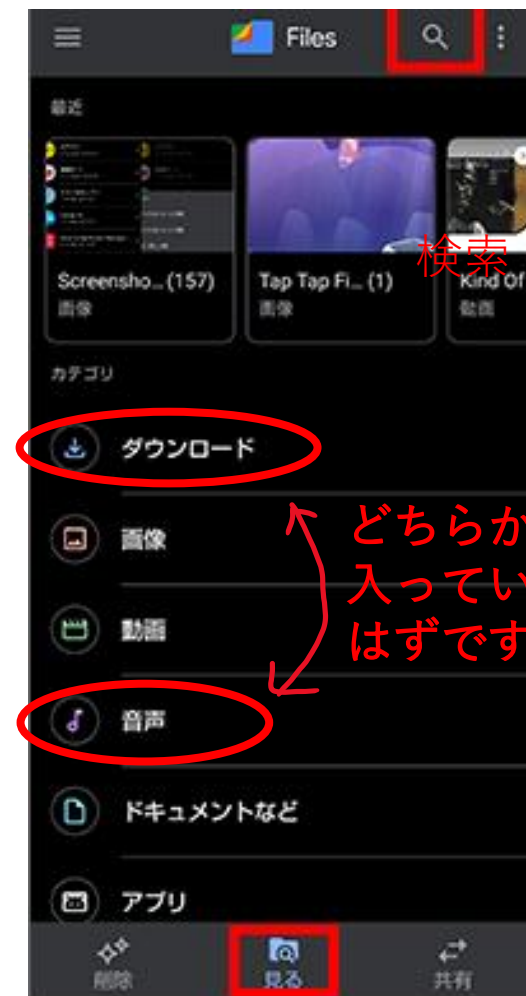 Files
最近
Screensho... (157)
画像
Tap Tap Fi... (1)
画像
Kind Of
動画
検索
カテゴリ
ダウンロード
画像
どちらか
入ってい
はずです
動画
音声
ドキュメントなど
アプリ
削除
見る
共有